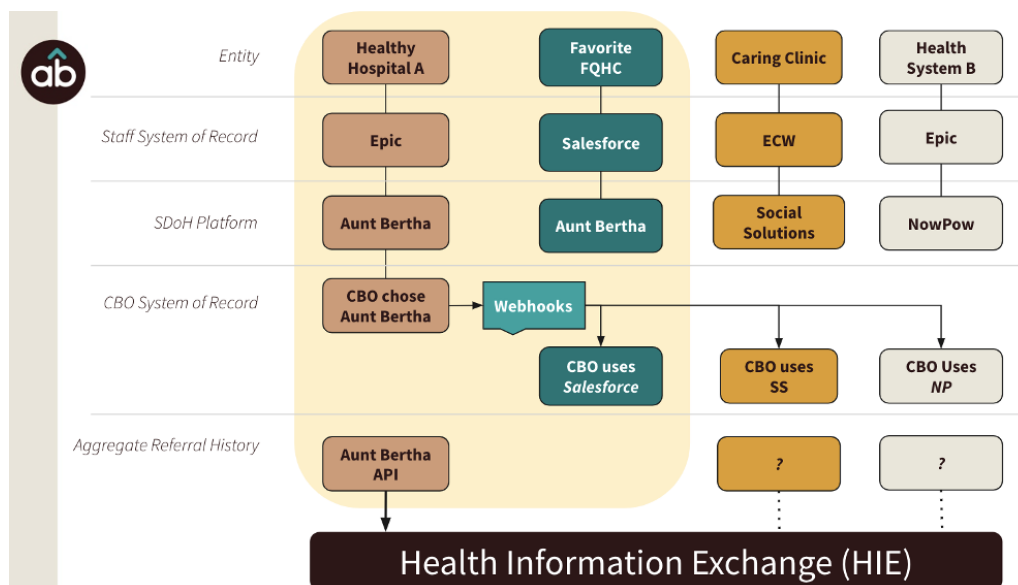 ab
Entity
Healthy
Hospital A
Favorite
FQHC
Caring Clinic
Health
System B
Staff System of Record
Epic
Salesforce
ECW
Epic
SDoH Platform
Aunt Bertha
Aunt Bertha
Social
Solutions
NowPow
CBO System of Record
CBO chose
Aunt Bertha
Webhooks
CBO uses
Salesforce
CBO uses
SS
CBO Uses
NP
Aggregate Referral History
Aunt Bertha
API
?
?
Health Information Exchange (HIE)